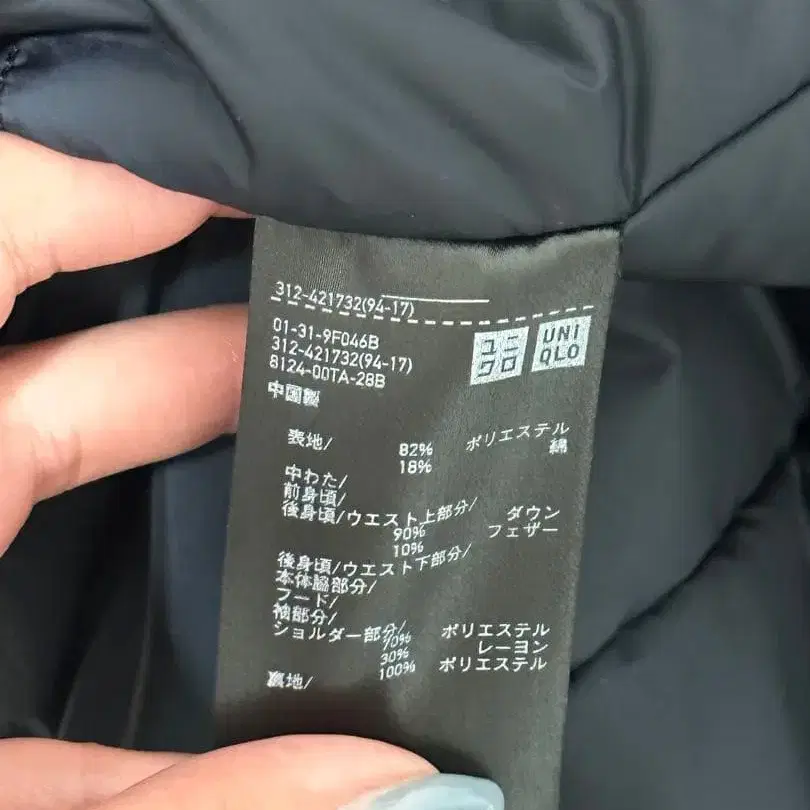 312-421732(94-17)
01-31-9F046B
312-421732(94-17)
8124-00TA-28B
中国製
UNI
QLO
表地/ 82% ポリエステル
18% 綿
中わた/
前身頃/
後身頃/ウエスト上部分/
90% ダウン
10% フェザー
後身頃/ウエスト下部分/
本体脇部分/
フード/
袖部分/
ショルダー部分/
70% ポリエステル
30% レーヨン
裏地/ 100% ポリエステル